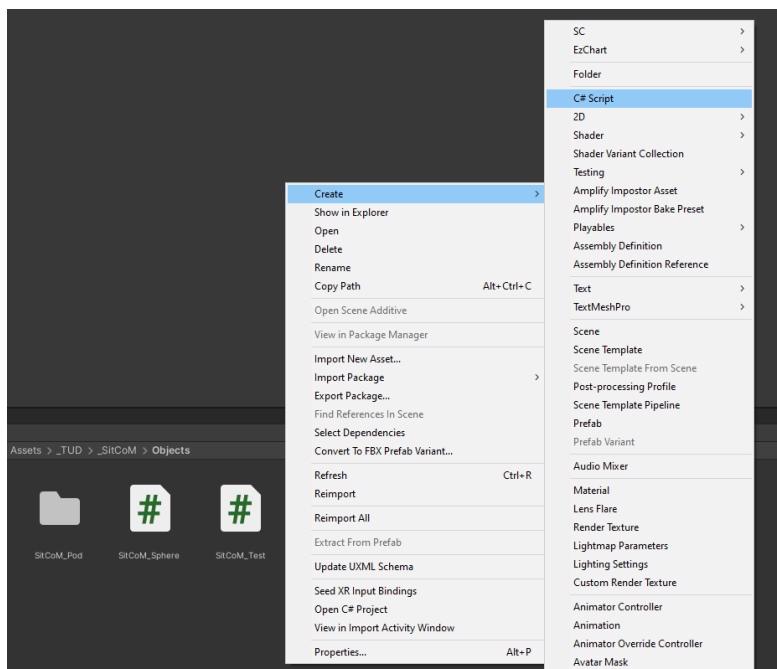 SC
EzChart
Folder
C# Script
2D
Shader
Shader Variant Collection
Testing
Amplify Impostor Asset
Amplify Impostor Bake Preset
Playables
Assembly Definition
Assembly Definition Reference
Text
TextMeshPro
Scene
Scene Template
Scene Template From Scene
Post-processing Profile
Scene Template Pipeline
Prefab
Prefab Variant
Audio Mixer
Material
Lens Flare
Render Texture
Lightmap Parameters
Lighting Settings
Custom Render Texture
Animator Controller
Animation
Animator Override Controller
Avatar Mask
Create
Show in Explorer
Open
Delete
Rename
Copy Path Alt+Ctrl+C
Open Scene Additive
View in Package Manager
Import New Asset...
Import Package
Export Package...
Find References In Scene
Select Dependencies
Convert To FBX Prefab Variant...
Refresh Ctrl+R
Reimport
Reimport All
Extract From Prefab
Update UXML Schema
Seed XR Input Bindings
Open C# Project
View in Import Activity Window
Properties... Alt+P
Assets > _TUD > _SitCoM > Objects
# #
SitCoM_Pod SitCoM_Sphere SitCoM_Test